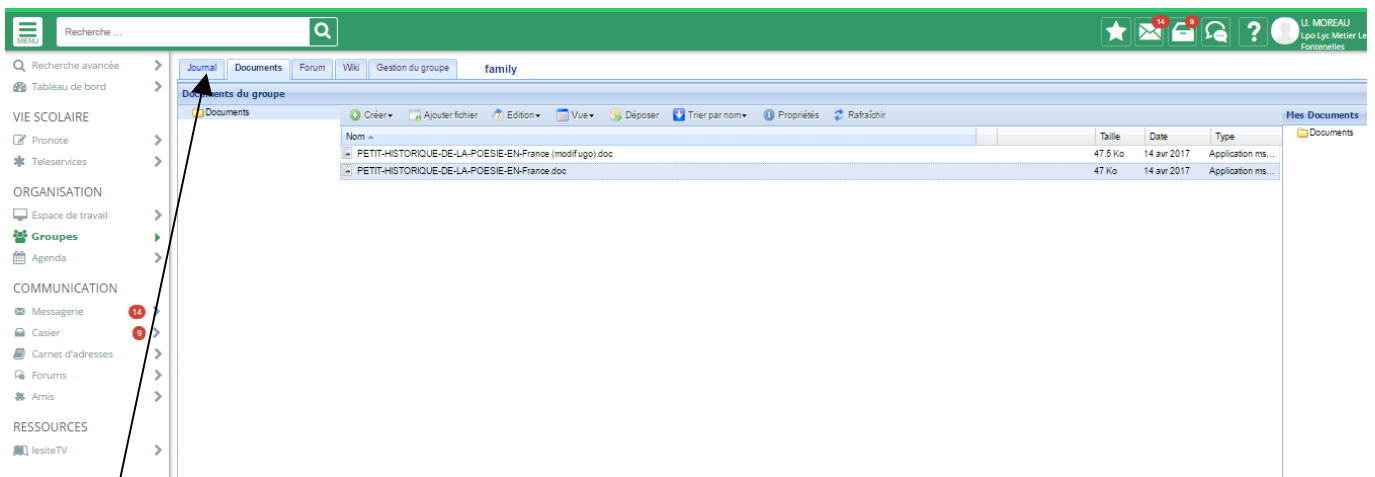 MENU
Recherche ...
14
9
?
U. MOREAU
Lpo Lyc Metier Le
Fontenelles
Recherche avancée
Tableau de bord
VIE SCOLAIRE
Pronote
Teleservices
ORGANISATION
Espace de travail
Groupes
Agenda
COMMUNICATION
Messagerie 14
Casier 9
Carnet d'adresses
Forums
Amis
RESSOURCES
lesiteTV
Journal Documents Forum Wiki Gestion du groupe family
Documents du groupe
Documents
Créer Ajouter fichier Edition Vue Déposer Trier par nom Propriétés Rafraîchir
Nom Taille Date Type
PETIT-HISTORIQUE-DE-LA-POESIE-EN-France (modif ugo).doc 47.5 Ko 14 avr 2017 Application ms...
PETIT-HISTORIQUE-DE-LA-POESIE-EN-France.doc 47 Ko 14 avr 2017 Application ms...
Mes Documents
Documents